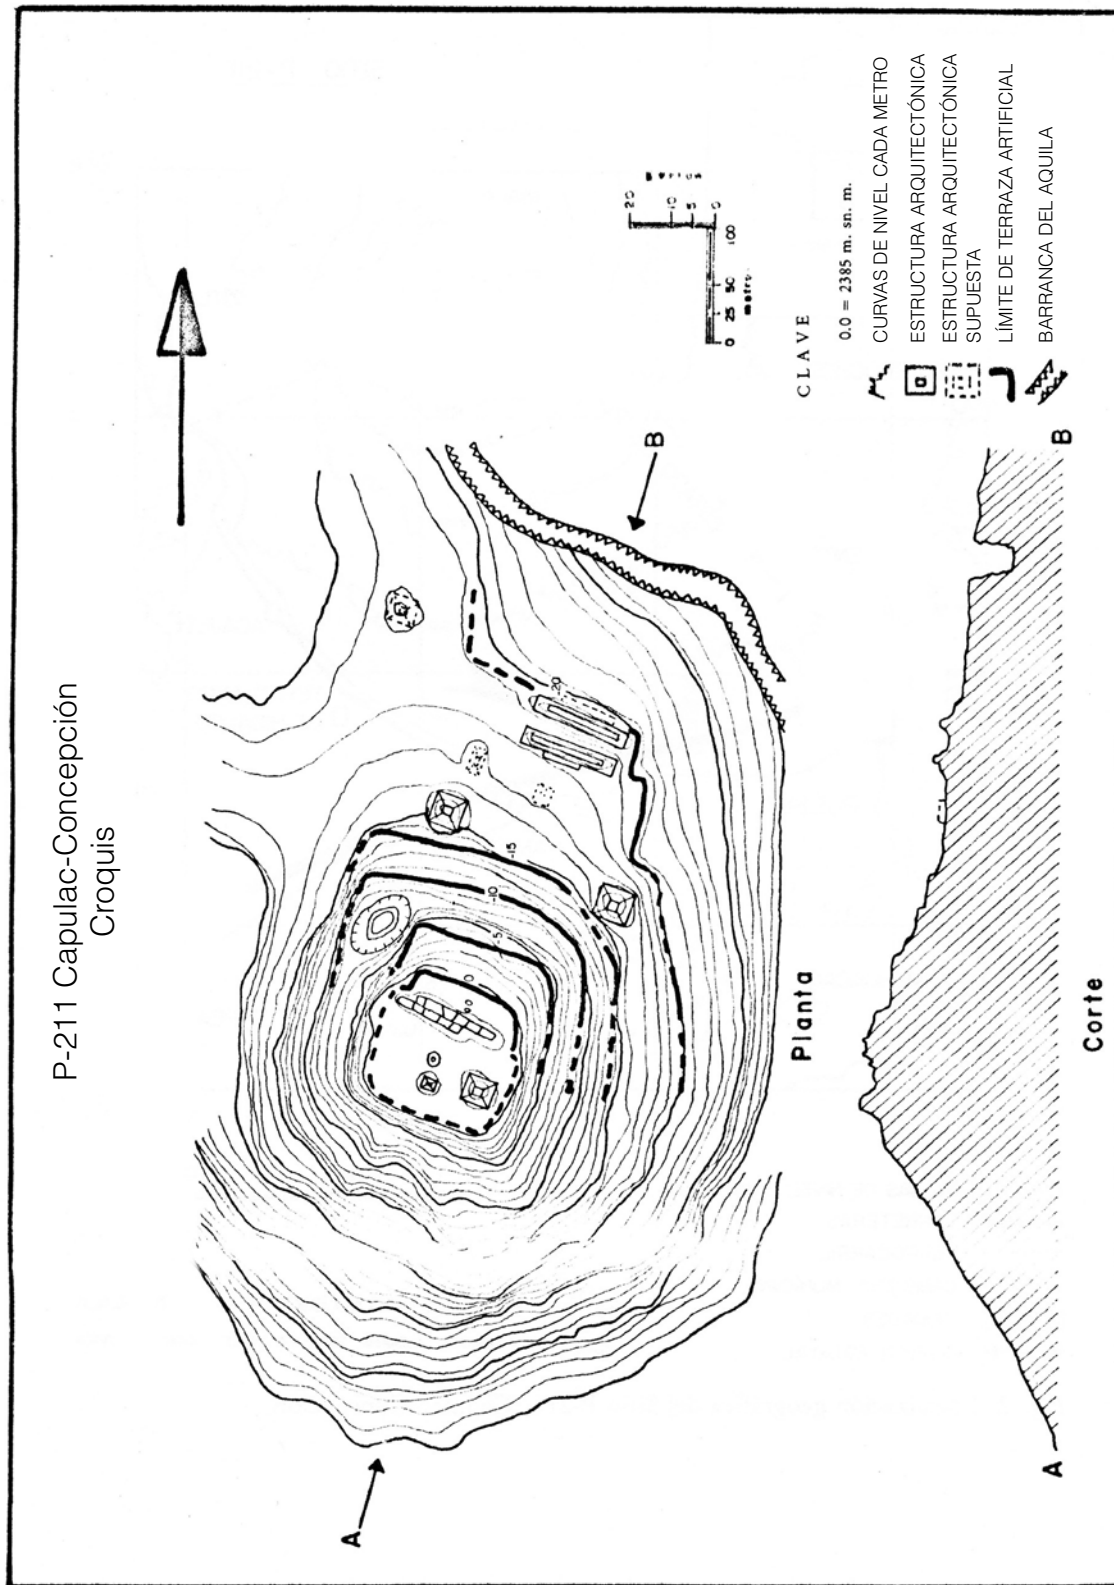 P-211 Capulac-Concepción
Croquis
A
B
-20
-15
-10
-5
0
Planta
20
10
5
0
0
25
50
100
metros
CLAVE
0.0 = 2385 m. sn. m.
CURVAS DE NIVEL CADA METRO
ESTRUCTURA ARQUITECTÓNICA
ESTRUCTURA ARQUITECTÓNICA
SUPUESTA
LÍMITE DE TERRAZA ARTIFICIAL
BARRANCA DEL AQUILA
A
B
Corte